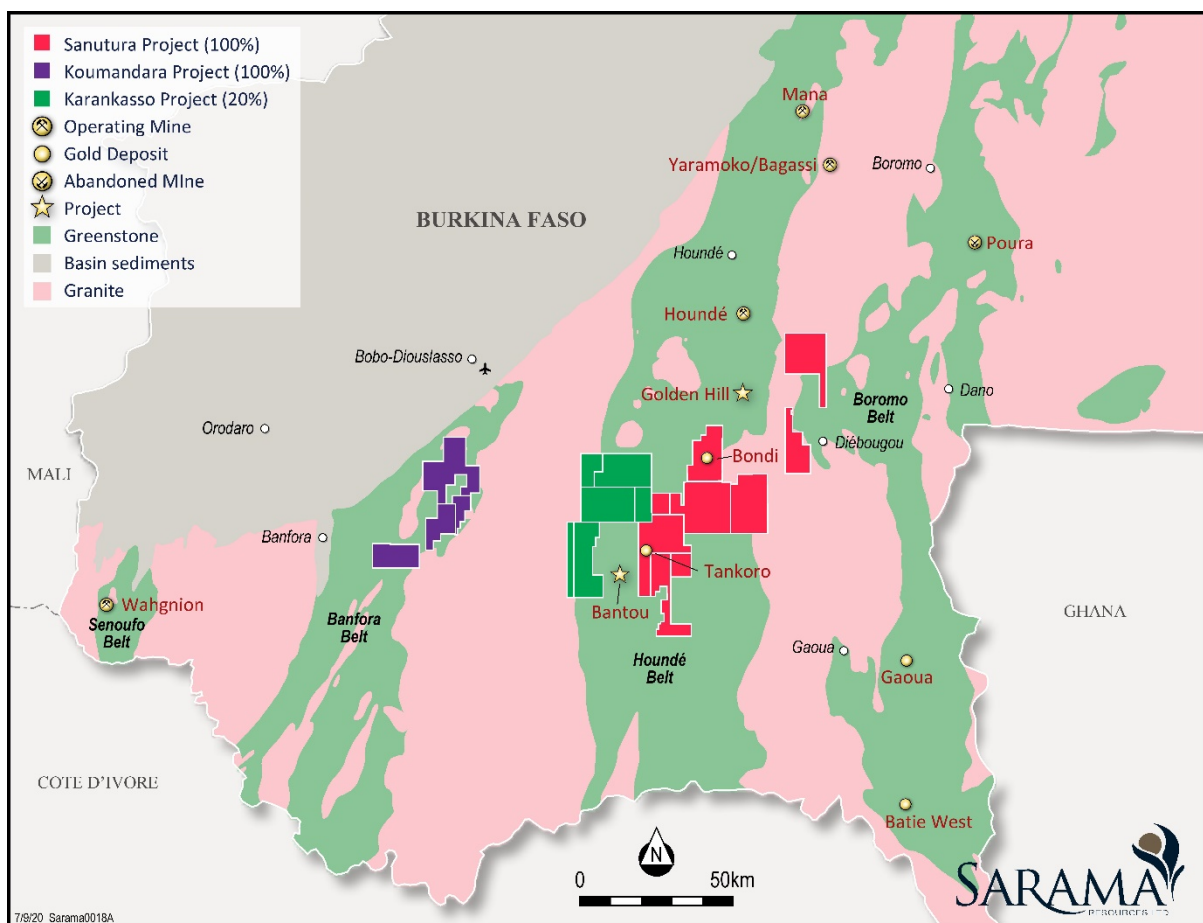 Sanutura Project (100%)
Koumandara Project (100%)
Karankasso Project (20%)
Operating Mine
Gold Deposit
Abandoned MIne
Project
Greenstone
Basin sediments
Granite
BURKINA FASO
Mana
Yaramoko/Bagassi
Boromo
Poura
Houndé
Houndé
Bobo-Diouslasso
Golden Hill
Boromo
Belt
Dano
Orodaro
Diébougou
MALI
Bondi
Banfora
Tankoro
Bantou
Wahgnion
Senoufo
Belt
Banfora
Belt
Houndé
Belt
GHANA
Gaoua
Gaoua
COTE D'IVORE
Batie West
N
0 50km
SARAMA
RESOURCES LTD
7/9/20 Sarama0018A